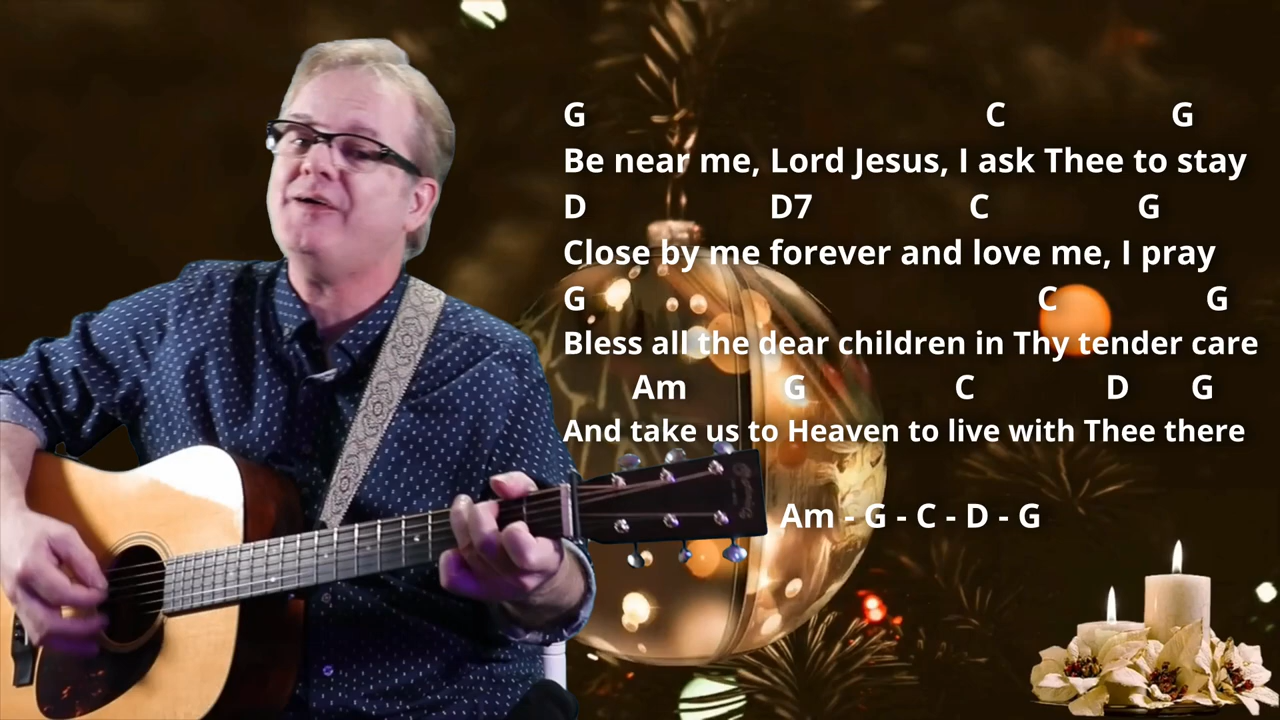 G C G
Be near me, Lord Jesus, I ask Thee to stay
D D7 C G
Close by me forever and love me, I pray
G C G
Bless all the dear children in Thy tender care
Am G C D G
And take us to Heaven to live with Thee there
Am - G - C - D - G